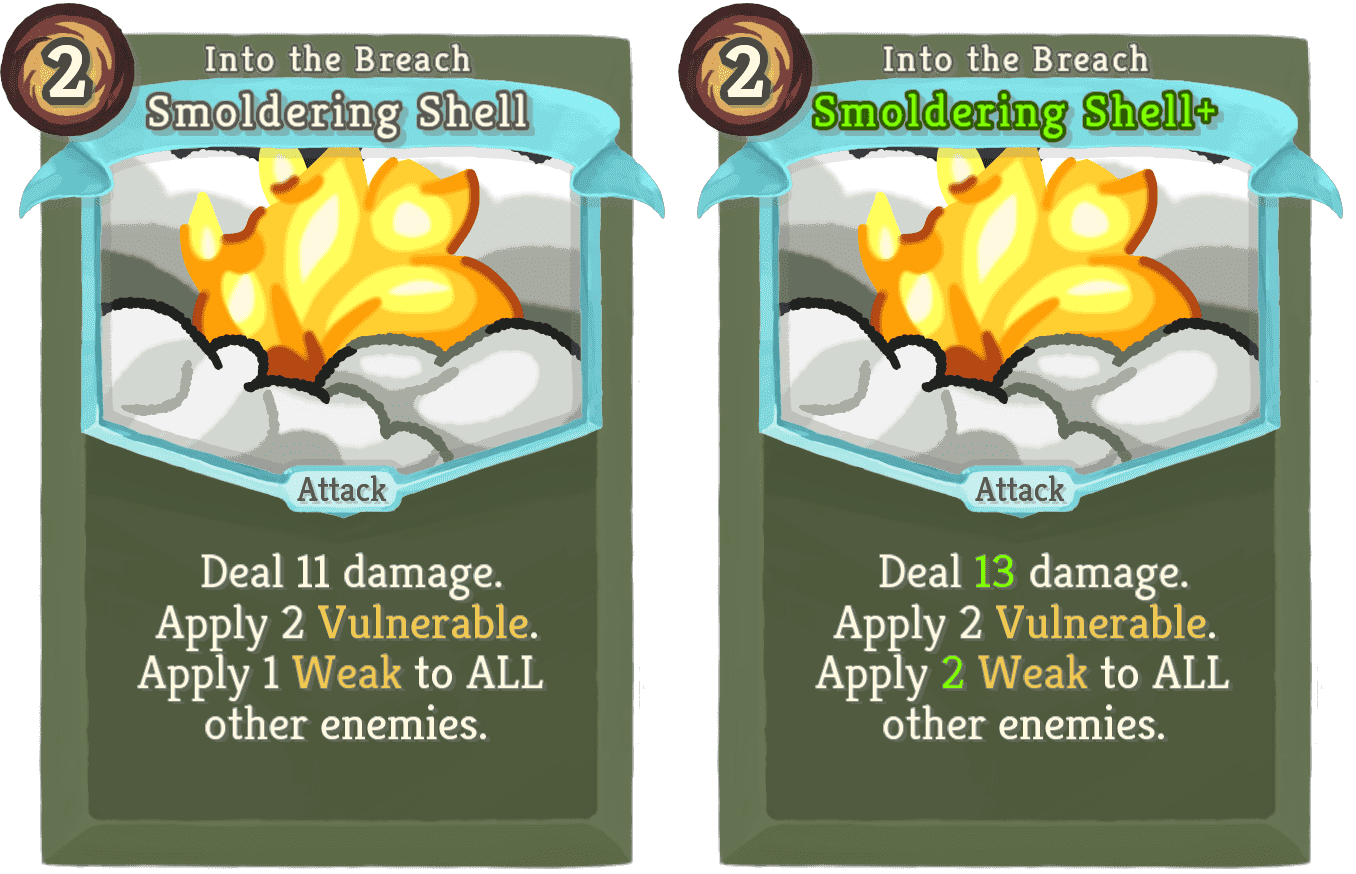 2
Into the Breach
Smoldering Shell
Attack
Deal 11 damage.
Apply 2 Vulnerable.
Apply 1 Weak to ALL
other enemies.
2
Into the Breach
Smoldering Shell+
Attack
Deal 13 damage.
Apply 2 Vulnerable.
Apply 2 Weak to ALL
other enemies.